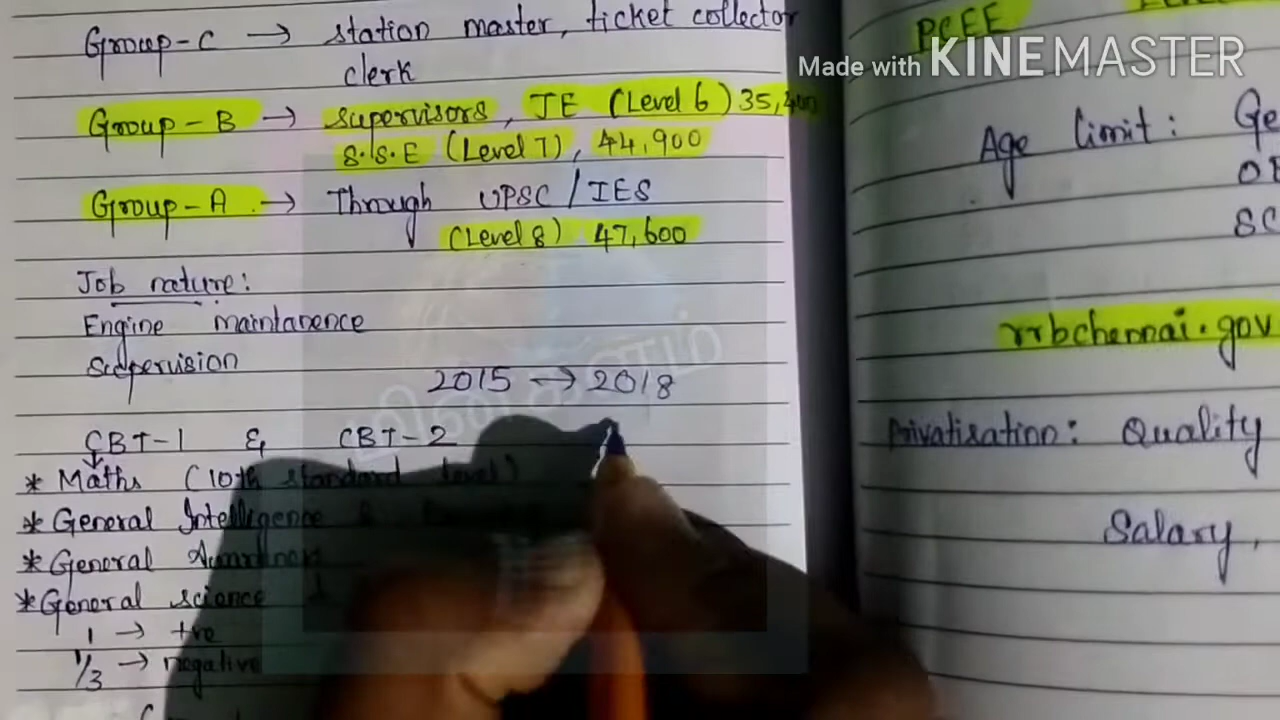 Group-C → station master, ticket collector
clerk
Group-B → supervisors, JE (Level 6) 35,400
S.S.E (Level 7), 44,900
Group-A → Through UPSC/IES
(Level 8) 47,600
Job nature:
Engine maintanence
Supervision
2015 → 2018
CBT-1 & CBT-2
* Maths (10th standard level)
* General Intelligence &
* General Awareness
* General science
1 → +ve
1/3 → negative
PCEE
Made with KINEMASTER
Age limit: Ge
OB
SC
rrbchennai.gov
Privatisation: Quality
Salary,